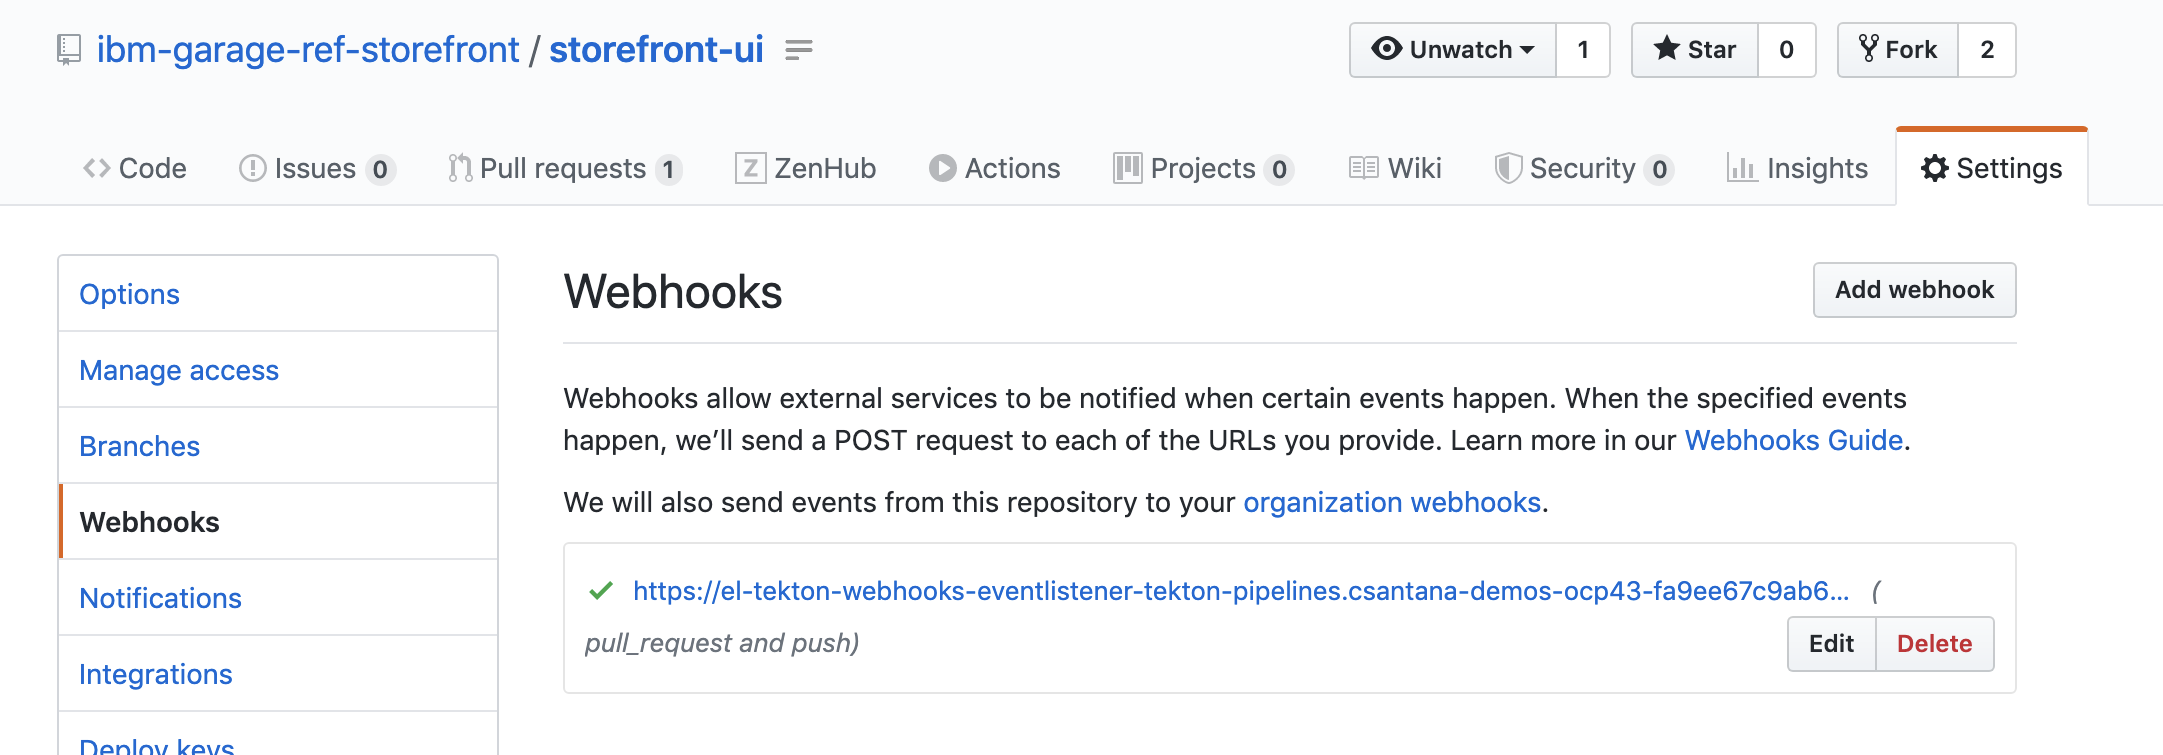 ibm-garage-ref-storefront / storefront-ui
Unwatch 1 Star 0 Fork 2
Code Issues 0 Pull requests 1 Z ZenHub Actions Projects 0 Wiki Security 0 Insights Settings
Options
Manage access
Branches
Webhooks
Notifications
Integrations
Deploy keys
Webhooks
Add webhook
Webhooks allow external services to be notified when certain events happen. When the specified events
happen, we’ll send a POST request to each of the URLs you provide. Learn more in our Webhooks Guide.
We will also send events from this repository to your organization webhooks.
https://el-tekton-webhooks-eventlistener-tekton-pipelines.csantana-demos-ocp43-fa9ee67c9ab6... (
pull_request and push)
Edit Delete